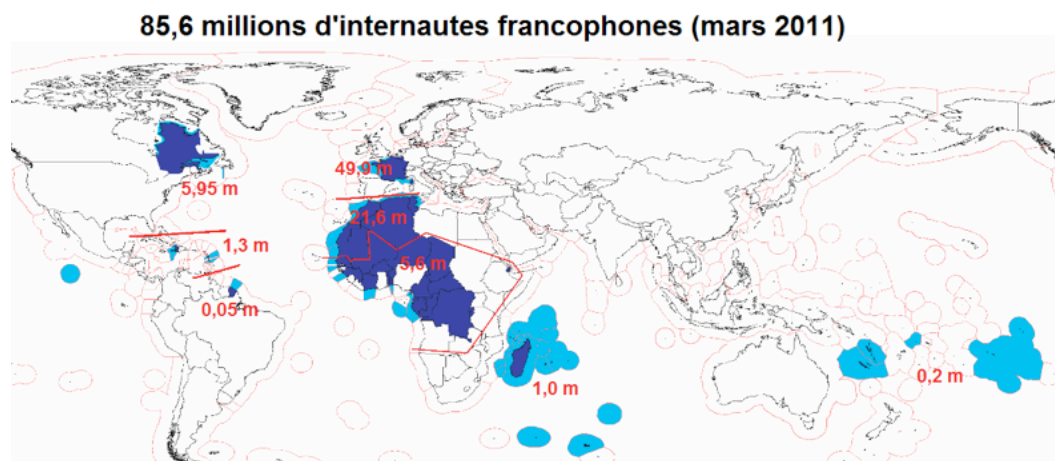 85,6 millions d'internautes francophones (mars 2011)
49,9 m
5,95 m
21,6 m
1,3 m
5,6 m
0,05 m
0,2 m
1,0 m